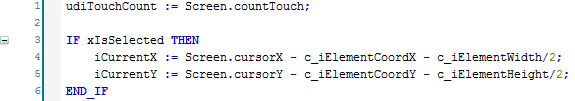 1 udiTouchCount := Screen.countTouch;
2
3 IF xIsSelected THEN
4 iCurrentX := Screen.cursorX - c_iElementCoordX - c_iElementWidth/2;
5 iCurrentY := Screen.cursorY - c_iElementCoordY - c_iElementHeight/2;
6 END_IF